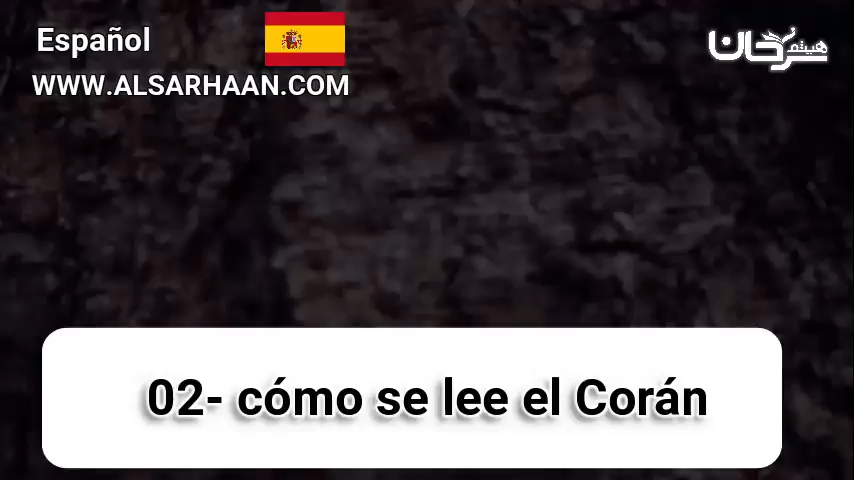 Español
WWW.ALSARHAAN.COM
هيثم سرحان
02- cómo se lee el Corán